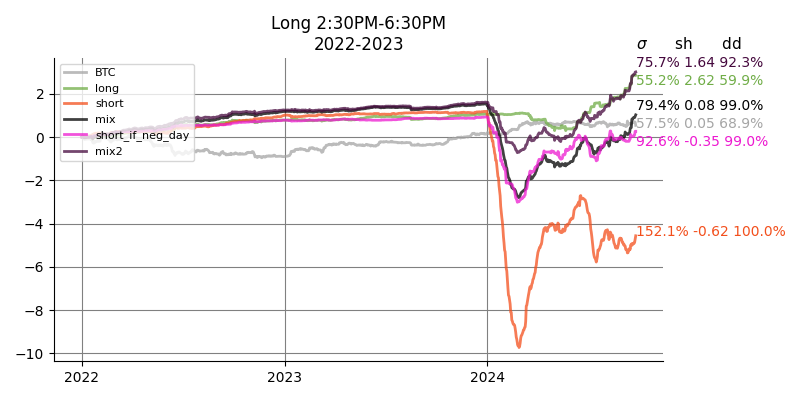 Long 2:30PM-6:30PM
2022-2023
σ sh dd
75.7% 1.64 92.3%
55.2% 2.62 59.9%
79.4% 0.08 99.0%
57.5% 0.05 68.9%
92.6% -0.35 99.0%
152.1% -0.62 100.0%
BTC
long
short
mix
short_if_neg_day
mix2
2
0
−2
−4
−6
−8
−10
2022 2023 2024